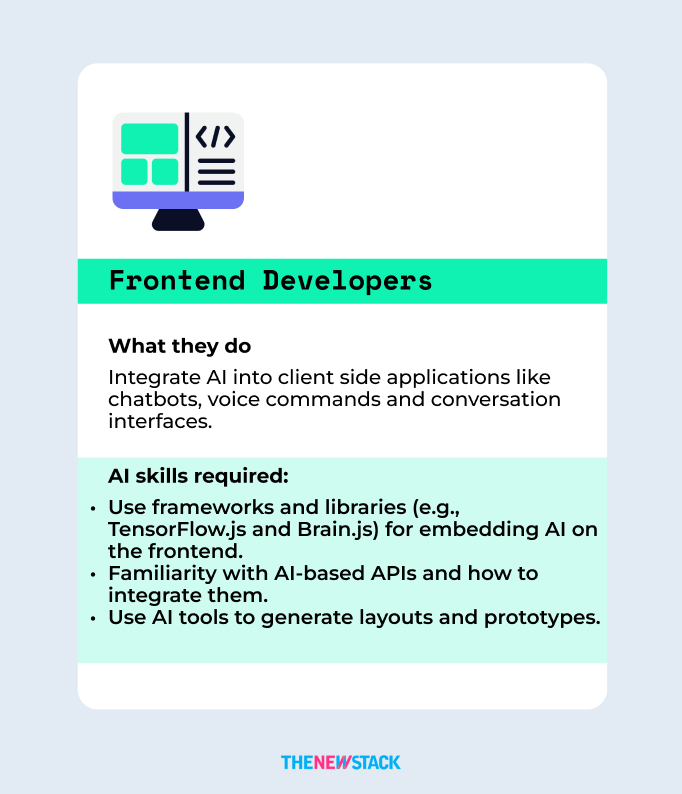 </>
Frontend Developers
What they do
Integrate AI into client side applications like
chatbots, voice commands and conversation
interfaces.
AI skills required:
• Use frameworks and libraries (e.g.,
TensorFlow.js and Brain.js) for embedding AI on
the frontend.
• Familiarity with AI-based APIs and how to
integrate them.
• Use AI tools to generate layouts and prototypes.
THENEWSTACK